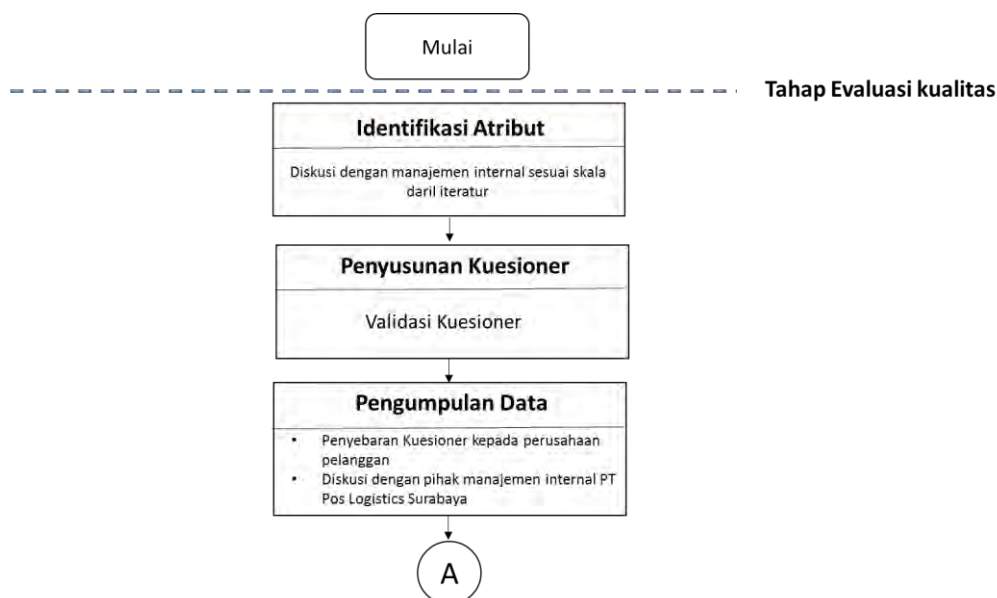 Mulai
Tahap Evaluasi kualitas
Identifikasi Atribut
Diskusi dengan manajemen internal sesuai skala
daril iteratur
Penyusunan Kuesioner
Validasi Kuesioner
Pengumpulan Data
• Penyebaran Kuesioner kepada perusahaan
pelanggan
• Diskusi dengan pihak manajemen internal PT
Pos Logistics Surabaya
A